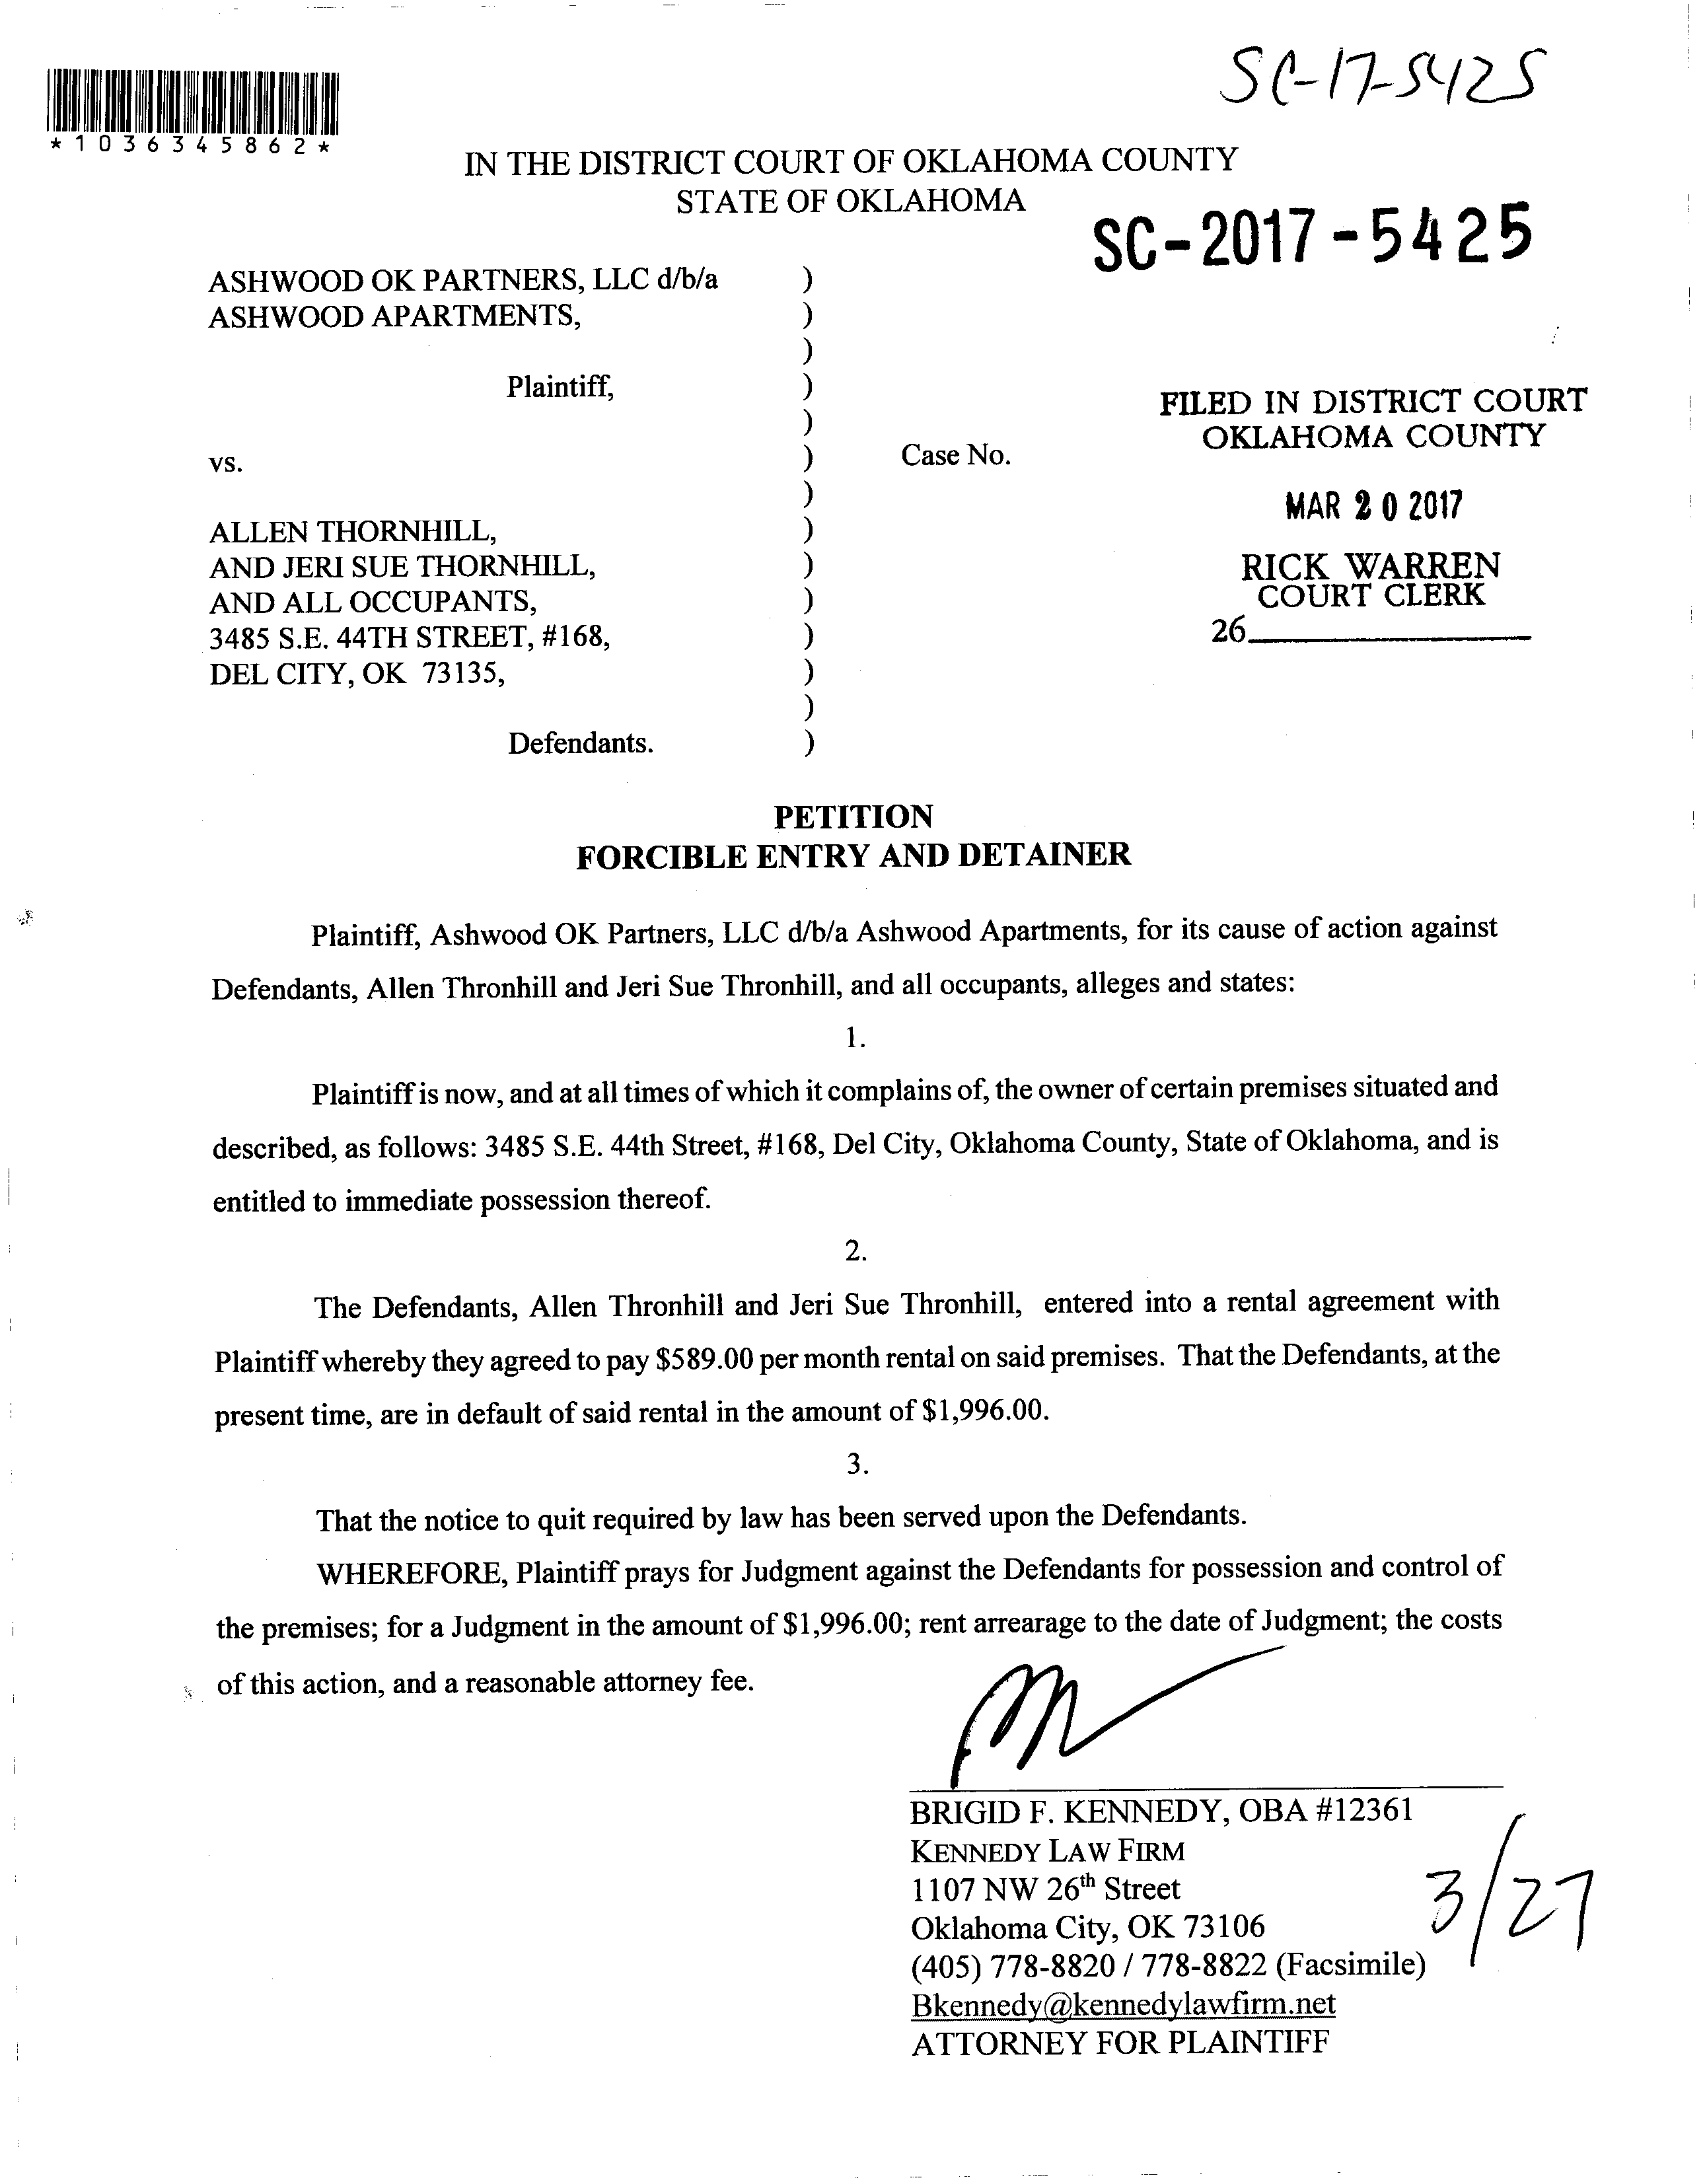 SC-17-5425
*1036345862*
IN THE DISTRICT COURT OF OKLAHOMA COUNTY
STATE OF OKLAHOMA
SC-2017-5425
ASHWOOD OK PARTNERS, LLC d/b/a )
ASHWOOD APARTMENTS, )
)
Plaintiff, )
)
vs. ) Case No.
)
ALLEN THORNHILL, )
AND JERI SUE THORNHILL, )
AND ALL OCCUPANTS, )
3485 S.E. 44TH STREET, #168, )
DEL CITY, OK 73135, )
)
Defendants. )
FILED IN DISTRICT COURT
OKLAHOMA COUNTY
MAR 20 2017
RICK WARREN
COURT CLERK
26
PETITION
FORCIBLE ENTRY AND DETAINER
Plaintiff, Ashwood OK Partners, LLC d/b/a Ashwood Apartments, for its cause of action against
Defendants, Allen Thronhill and Jeri Sue Thronhill, and all occupants, alleges and states:
1.
Plaintiff is now, and at all times of which it complains of, the owner of certain premises situated and
described, as follows: 3485 S.E. 44th Street, #168, Del City, Oklahoma County, State of Oklahoma, and is
entitled to immediate possession thereof.
2.
The Defendants, Allen Thronhill and Jeri Sue Thronhill, entered into a rental agreement with
Plaintiff whereby they agreed to pay $589.00 per month rental on said premises. That the Defendants, at the
present time, are in default of said rental in the amount of $1,996.00.
3.
That the notice to quit required by law has been served upon the Defendants.
WHEREFORE, Plaintiff prays for Judgment against the Defendants for possession and control of
the premises; for a Judgment in the amount of $1,996.00; rent arrearage to the date of Judgment; the costs
of this action, and a reasonable attorney fee.
BRIGID F. KENNEDY, OBA #12361
KENNEDY LAW FIRM
1107 NW 26th Street
Oklahoma City, OK 73106
(405) 778-8820 / 778-8822 (Facsimile)
Bkennedy@kennedylawfirm.net
ATTORNEY FOR PLAINTIFF
3/27